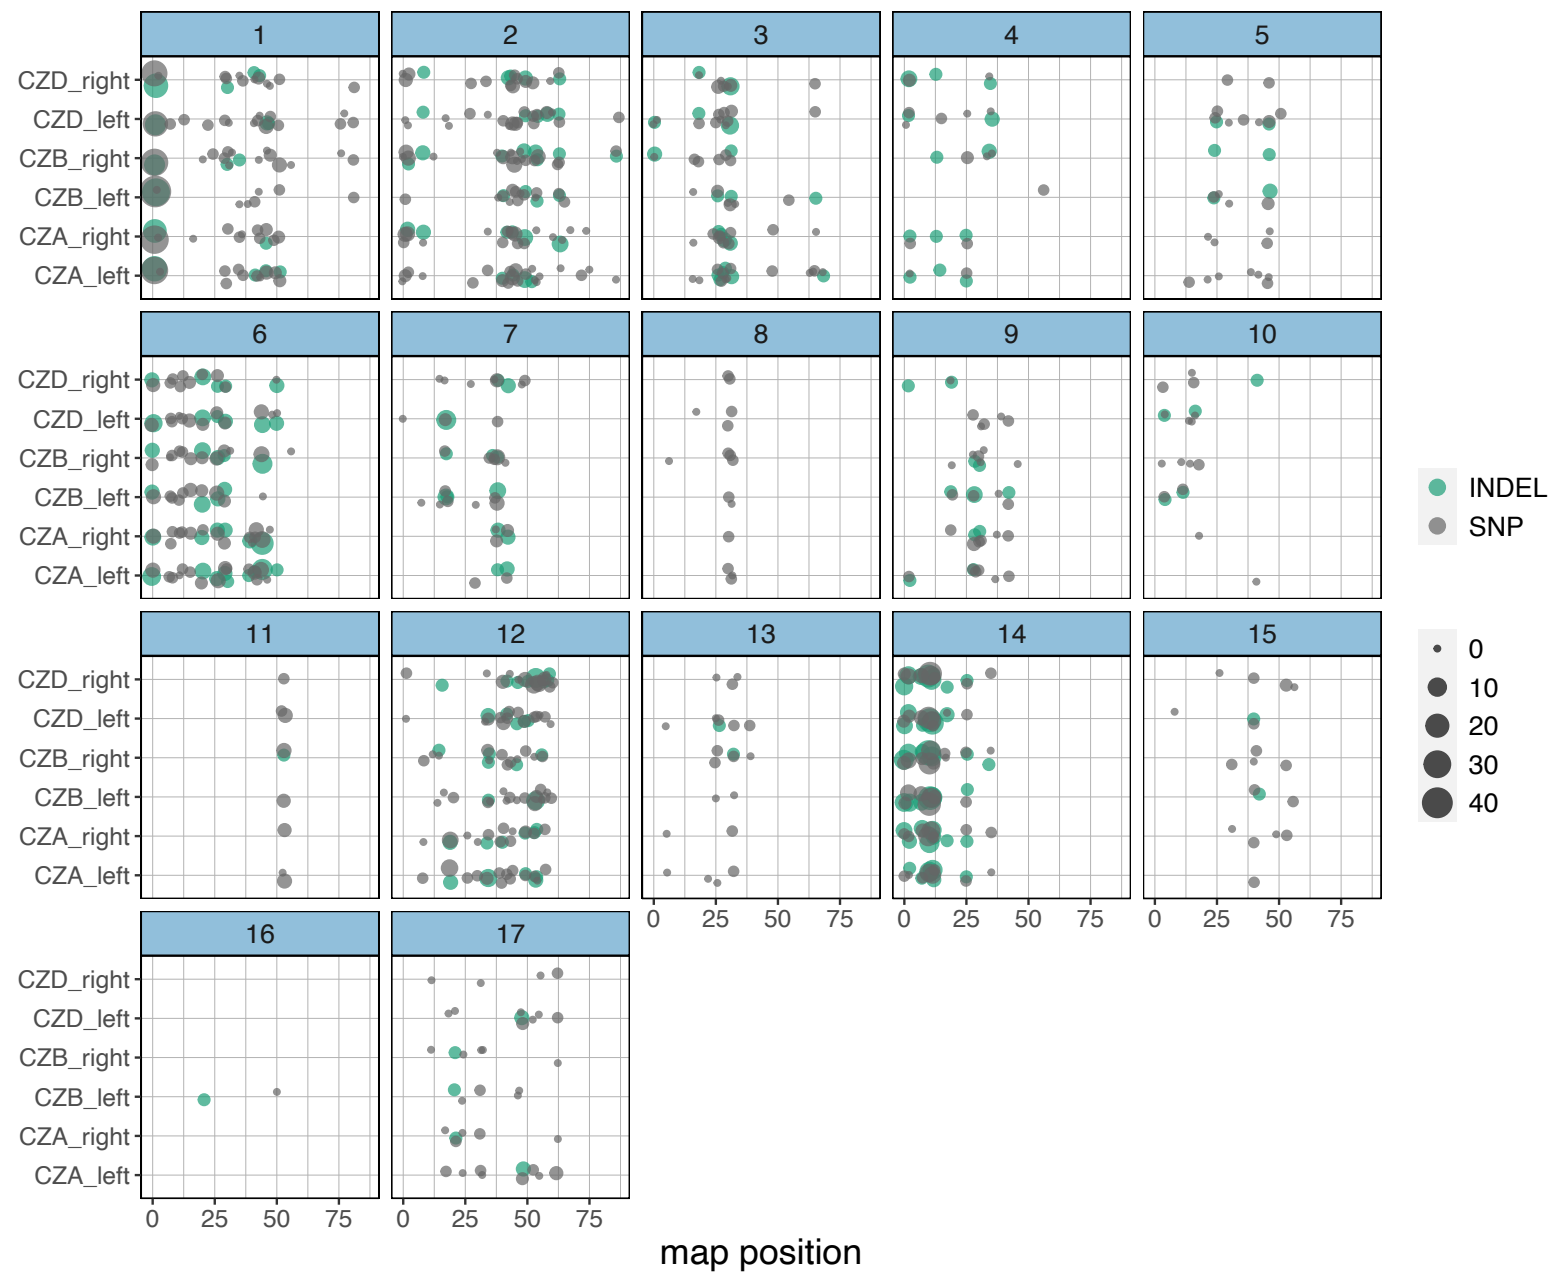 1 2 3 4 5
CZD_right
CZD_left
CZB_right
CZB_left
CZA_right
CZA_left
6 7 8 9 10
CZD_right
CZD_left
CZB_right
CZB_left
CZA_right
CZA_left
INDEL
SNP
11 12 13 14 15
CZD_right
CZD_left
CZB_right
CZB_left
CZA_right
CZA_left
0
10
20
30
40
0 25 50 75 0 25 50 75 0 25 50 75
16 17
CZD_right
CZD_left
CZB_right
CZB_left
CZA_right
CZA_left
0 25 50 75 0 25 50 75
map position